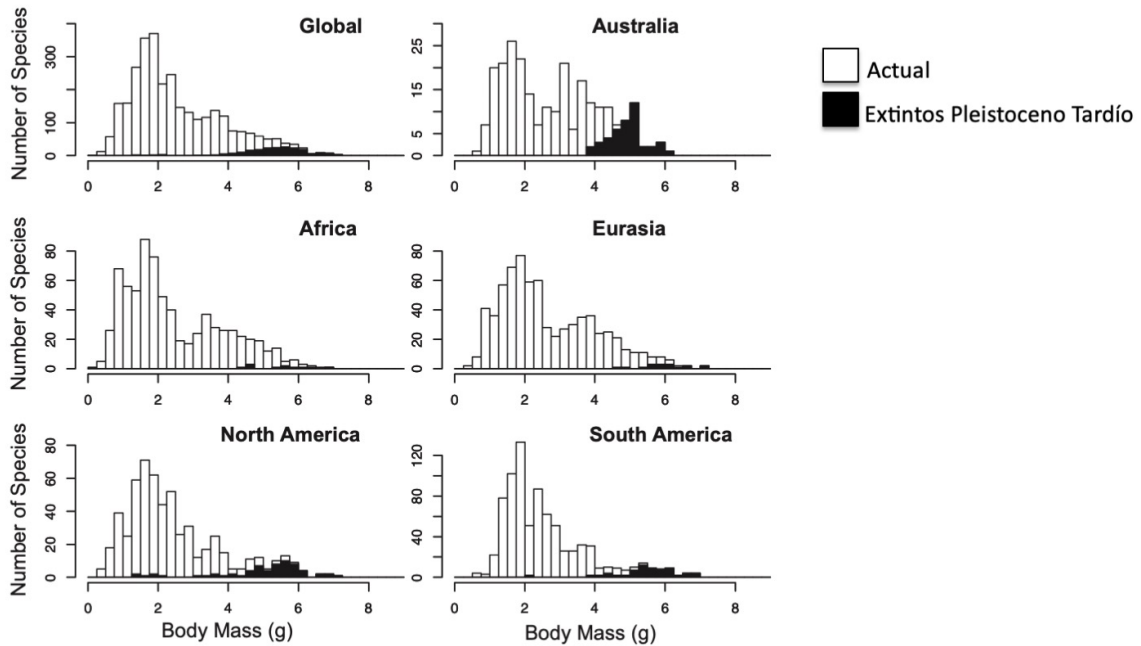 Global
Number of Species
100
300
0
0 2 4 6 8
Australia
0 5 15 25
0 2 4 6 8
Actual
Extintos Pleistoceno Tardío
Africa
Number of Species
0 20 40 60 80
0 2 4 6 8
Eurasia
0 20 40 60 80
0 2 4 6 8
North America
Number of Species
0 20 40 60 80
0 2 4 6 8
Body Mass (g)
South America
0 40 80 120
0 2 4 6 8
Body Mass (g)